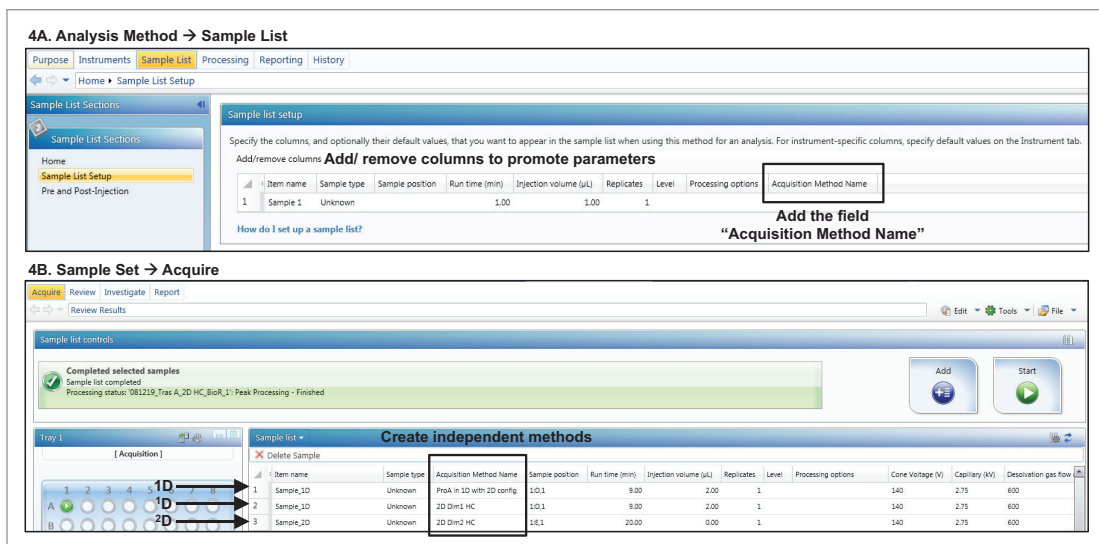 4A. Analysis Method → Sample List
Purpose Instruments Sample List Processing Reporting History
Home ▸ Sample List Setup
Sample List Sections
Sample List Sections
Home
Sample List Setup
Pre and Post-Injection
Sample list setup
Specify the columns, and optionally their default values, that you want to appear in the sample list when using this method for an analysis. For instrument-specific columns, specify default values on the Instrument tab.
Add/remove columns Add/ remove columns to promote parameters
Item name Sample type Sample position Run time (min) Injection volume (µL) Replicates Level Processing options Acquisition Method Name
1 Sample 1 Unknown 1.00 1.00 1
How do I set up a sample list?
Add the field
“Acquisition Method Name”
4B. Sample Set → Acquire
Acquire Review Investigate Report
Review Results
Edit Tools File
Sample list controls
Completed selected samples
Sample list completed
Processing status: '081219_Tras A_2D HC_BioR_1': Peak Processing - Finished
Add
Start
Tray 1
[ Acquisition ]
1 2 3 4 5 6 7 8
A
B
1D
¹D
²D
Sample list
Create independent methods
Delete Sample
Item name Sample type Acquisition Method Name Sample position Run time (min) Injection volume (µL) Replicates Level Processing options Cone Voltage (V) Capillary (kV) Desolvation gas flow
1 Sample_1D Unknown ProA in 1D with 2D config 1:D,1 9.00 2.00 1 140 2.75 600
2 Sample_1D Unknown 2D Dim1 HC 1:D,1 9.00 2.00 1 140 2.75 600
3 Sample_2D Unknown 2D Dim2 HC 1:E,1 20.00 0.00 1 140 2.75 600